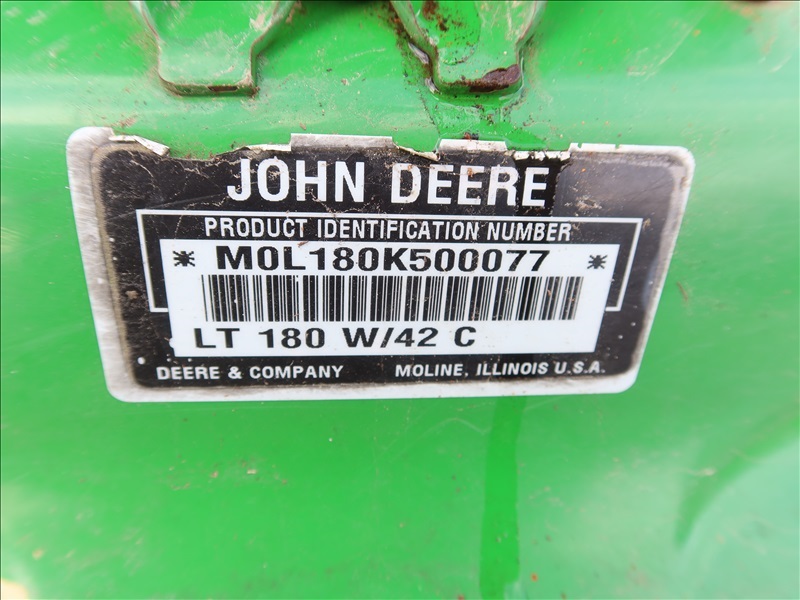 JOHN DEERE
PRODUCT IDENTIFICATION NUMBER
* M0L180K500077 *
LT 180 W/42 C
DEERE & COMPANY MOLINE, ILLINOIS U.S.A.